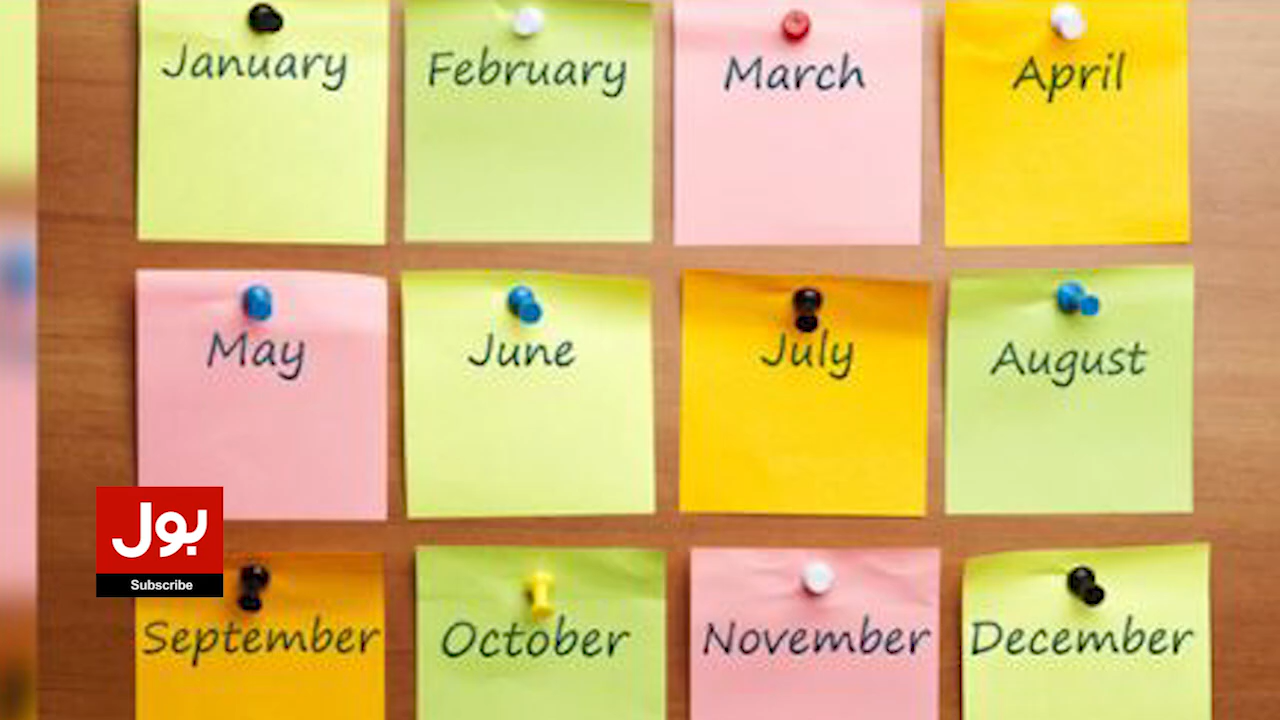 January
February
March
April
May
June
July
August
بول
Subscribe
September
October
November
December